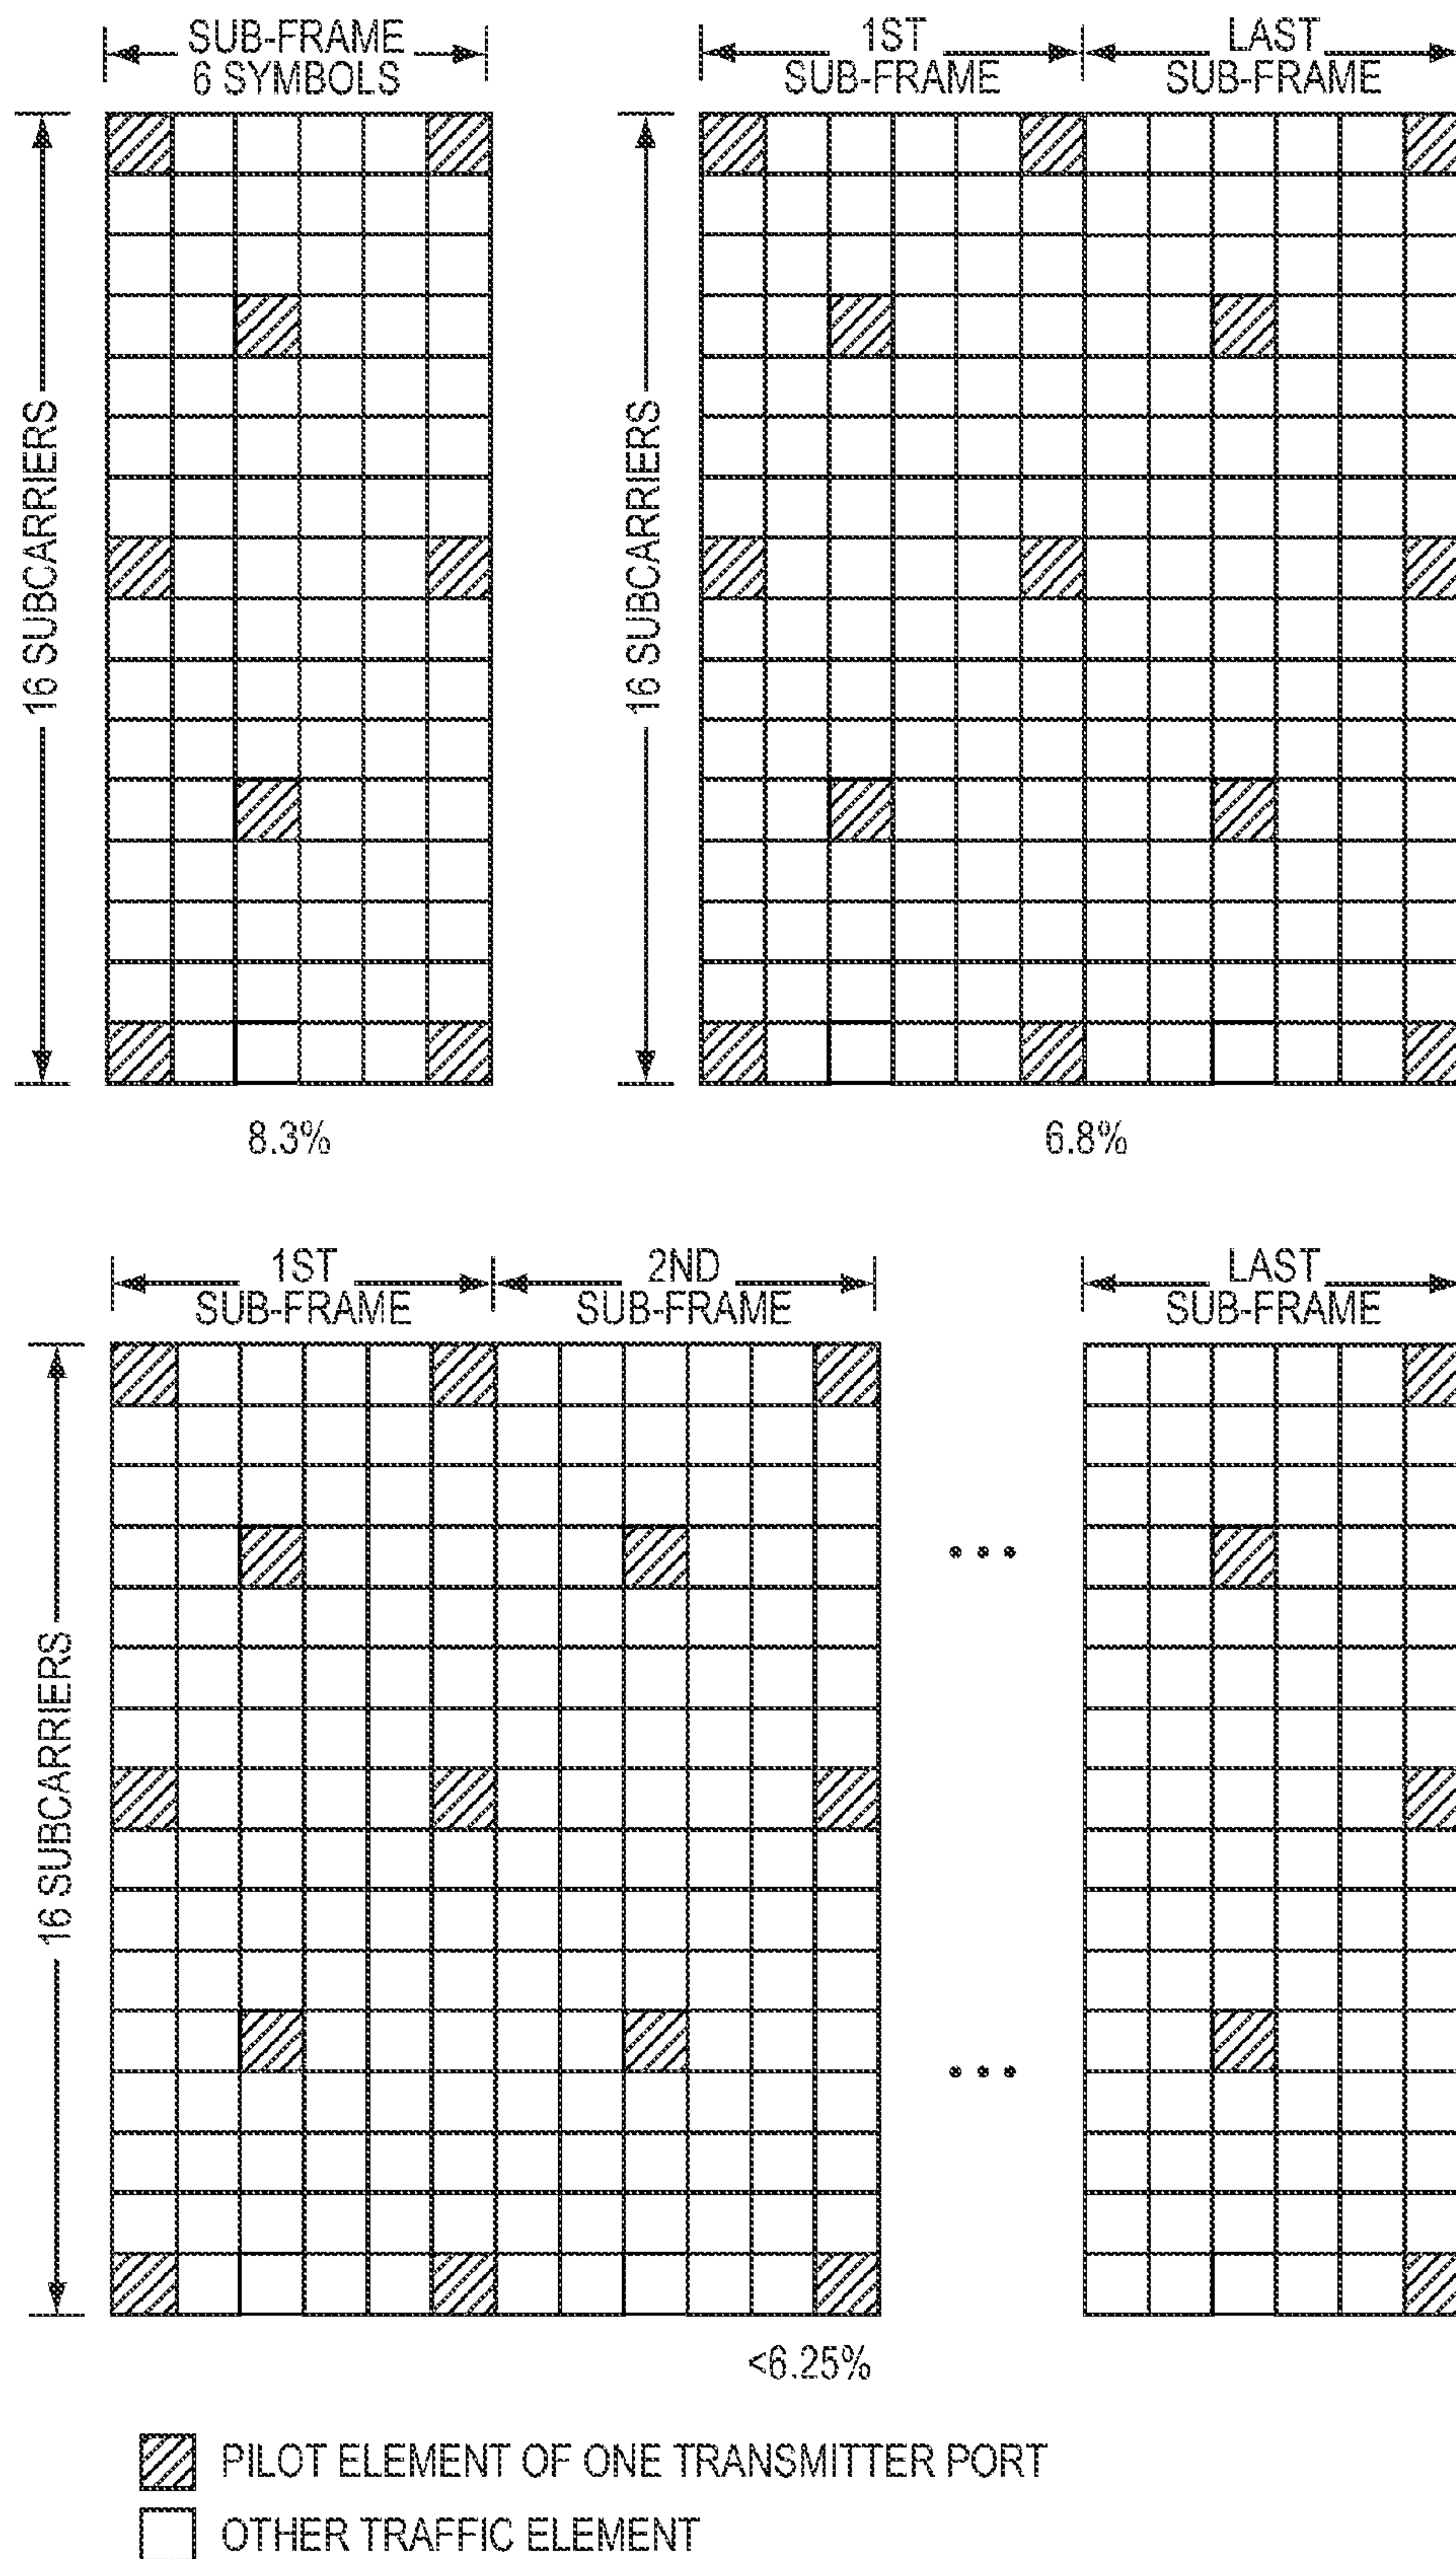 SUB-FRAME
6 SYMBOLS
1ST
SUB-FRAME
LAST
SUB-FRAME
16 SUBCARRIERS
16 SUBCARRIERS
8.3%
6.8%
1ST
SUB-FRAME
2ND
SUB-FRAME
LAST
SUB-FRAME
16 SUBCARRIERS
• • •
• • •
<6.25%
PILOT ELEMENT OF ONE TRANSMITTER PORT
OTHER TRAFFIC ELEMENT